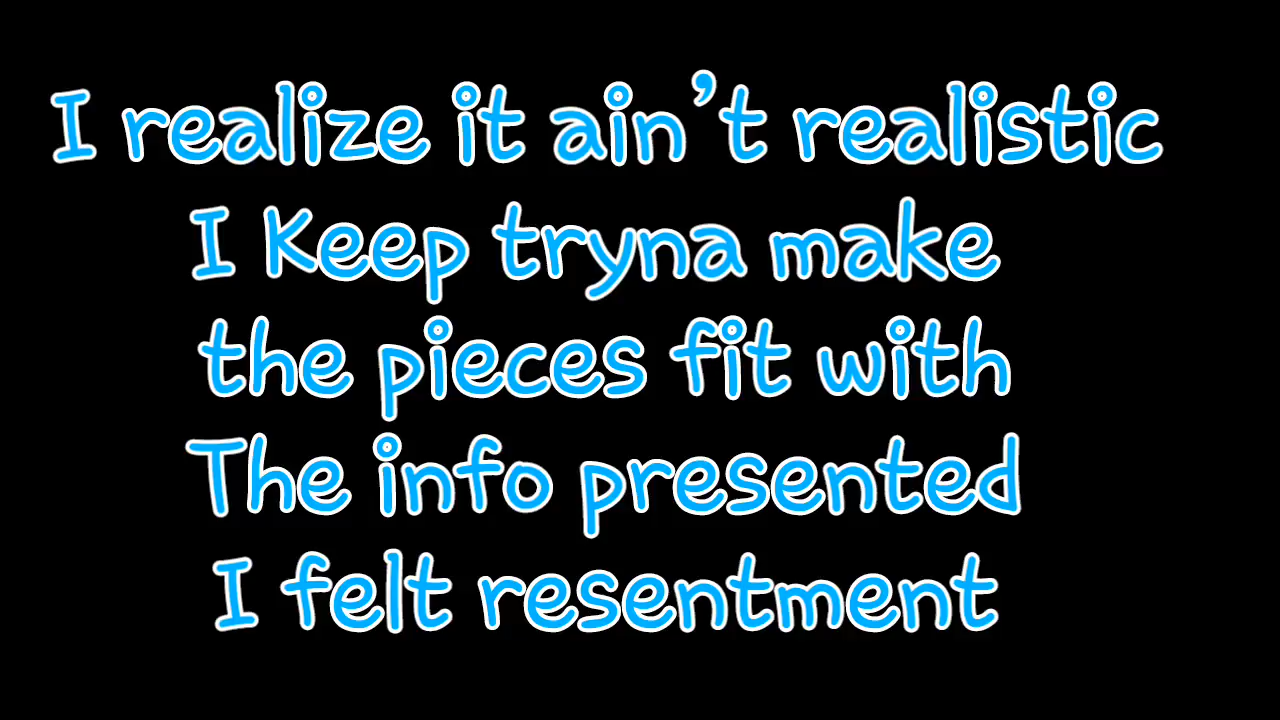 I realize it ain’t realistic
I Keep tryna make
the pieces fit with
The info presented
I felt resentment